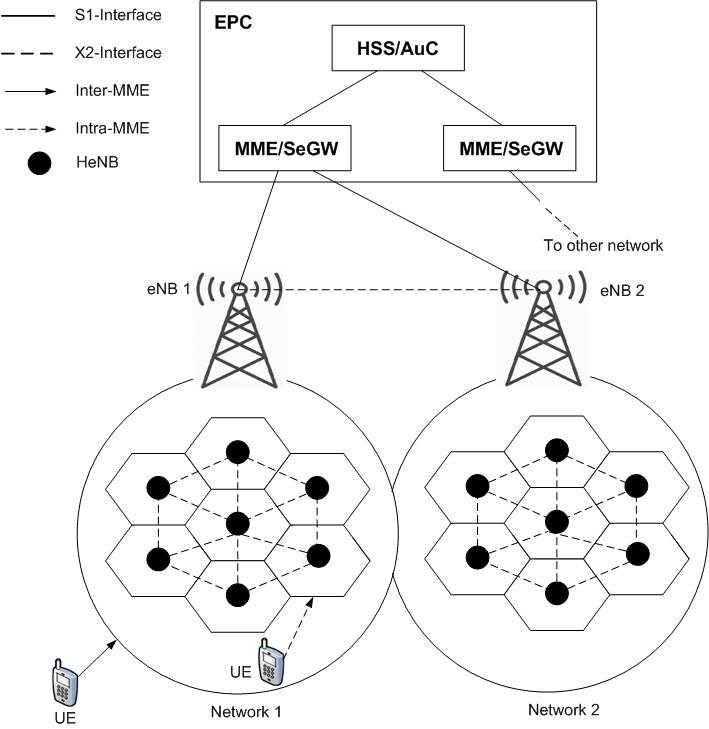 S1-Interface
X2-Interface
Inter-MME
Intra-MME
HeNB
EPC
HSS/AuC
MME/SeGW
MME/SeGW
To other network
eNB 1
eNB 2
UE
UE
Network 1
Network 2